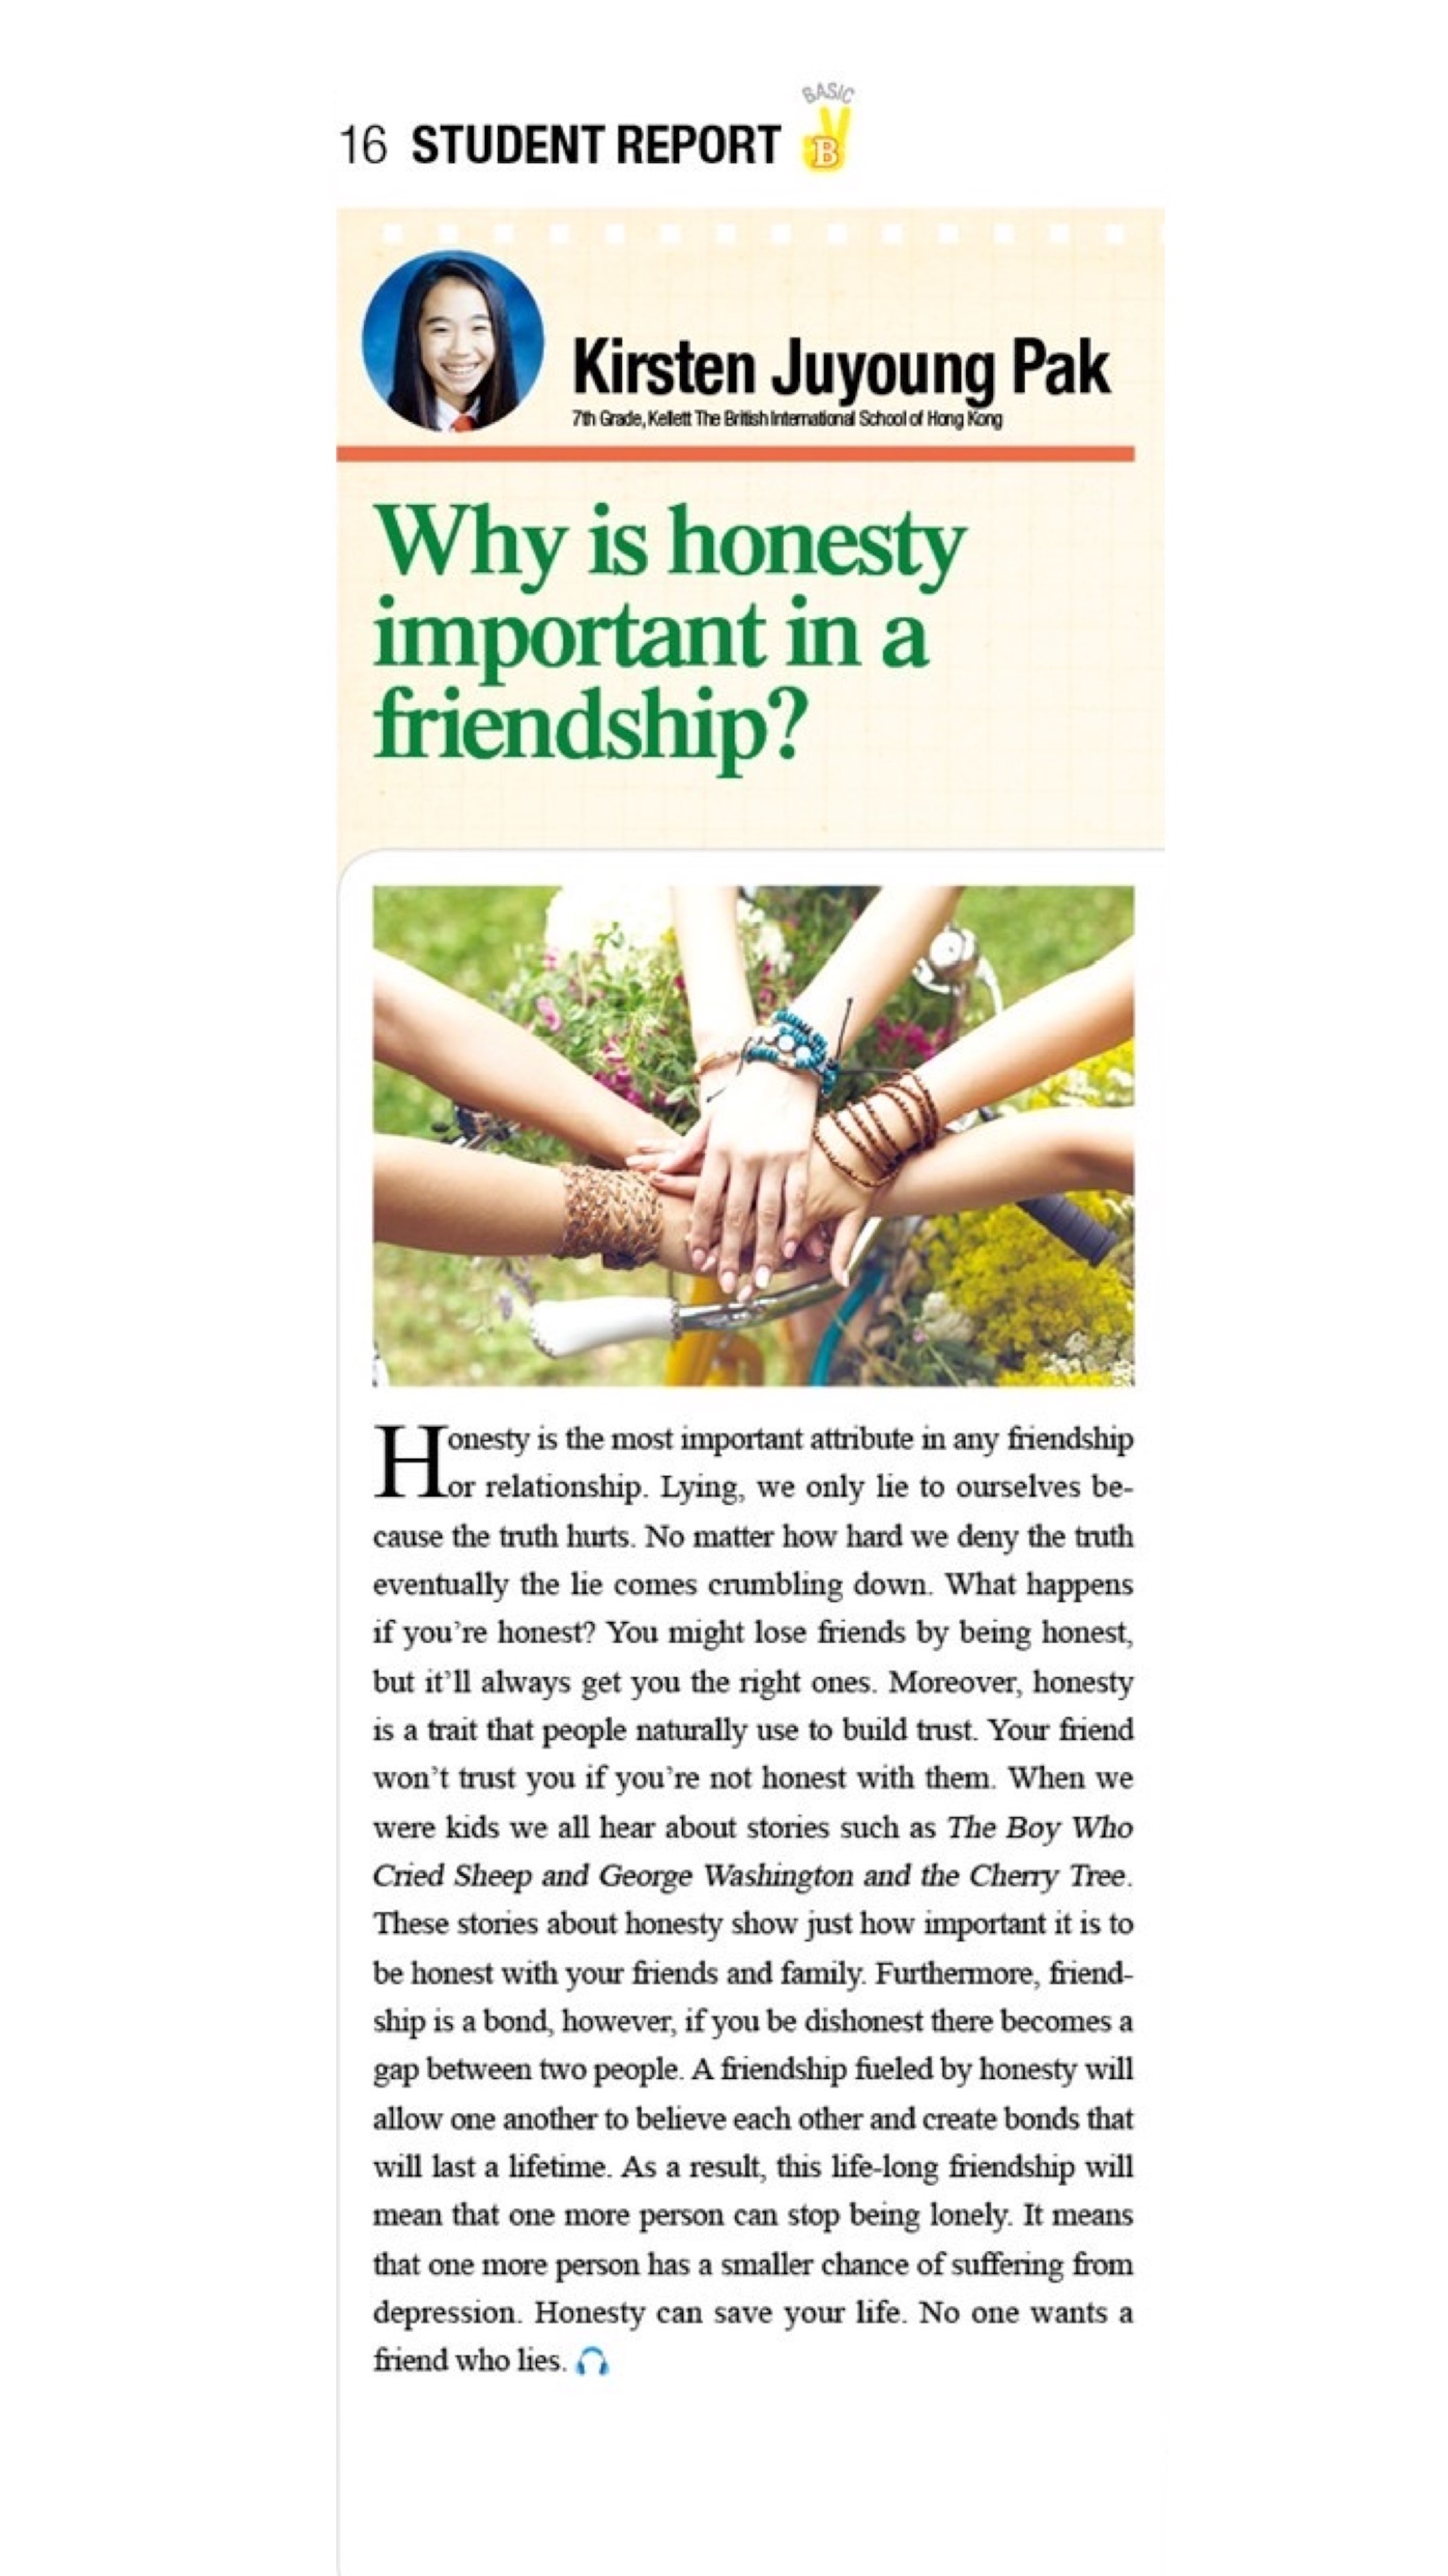 BASIC
16 STUDENT REPORT
B
Kirsten Juyoung Pak
7th Grade, Kellett The British International School of Hong Kong
Why is honesty
important in a
friendship?
Honesty is the most important attribute in any friendship
or relationship. Lying, we only lie to ourselves be-
cause the truth hurts. No matter how hard we deny the truth
eventually the lie comes crumbling down. What happens
if you’re honest? You might lose friends by being honest,
but it’ll always get you the right ones. Moreover, honesty
is a trait that people naturally use to build trust. Your friend
won’t trust you if you’re not honest with them. When we
were kids we all hear about stories such as The Boy Who
Cried Sheep and George Washington and the Cherry Tree.
These stories about honesty show just how important it is to
be honest with your friends and family. Furthermore, friend-
ship is a bond, however, if you be dishonest there becomes a
gap between two people. A friendship fueled by honesty will
allow one another to believe each other and create bonds that
will last a lifetime. As a result, this life-long friendship will
mean that one more person can stop being lonely. It means
that one more person has a smaller chance of suffering from
depression. Honesty can save your life. No one wants a
friend who lies.